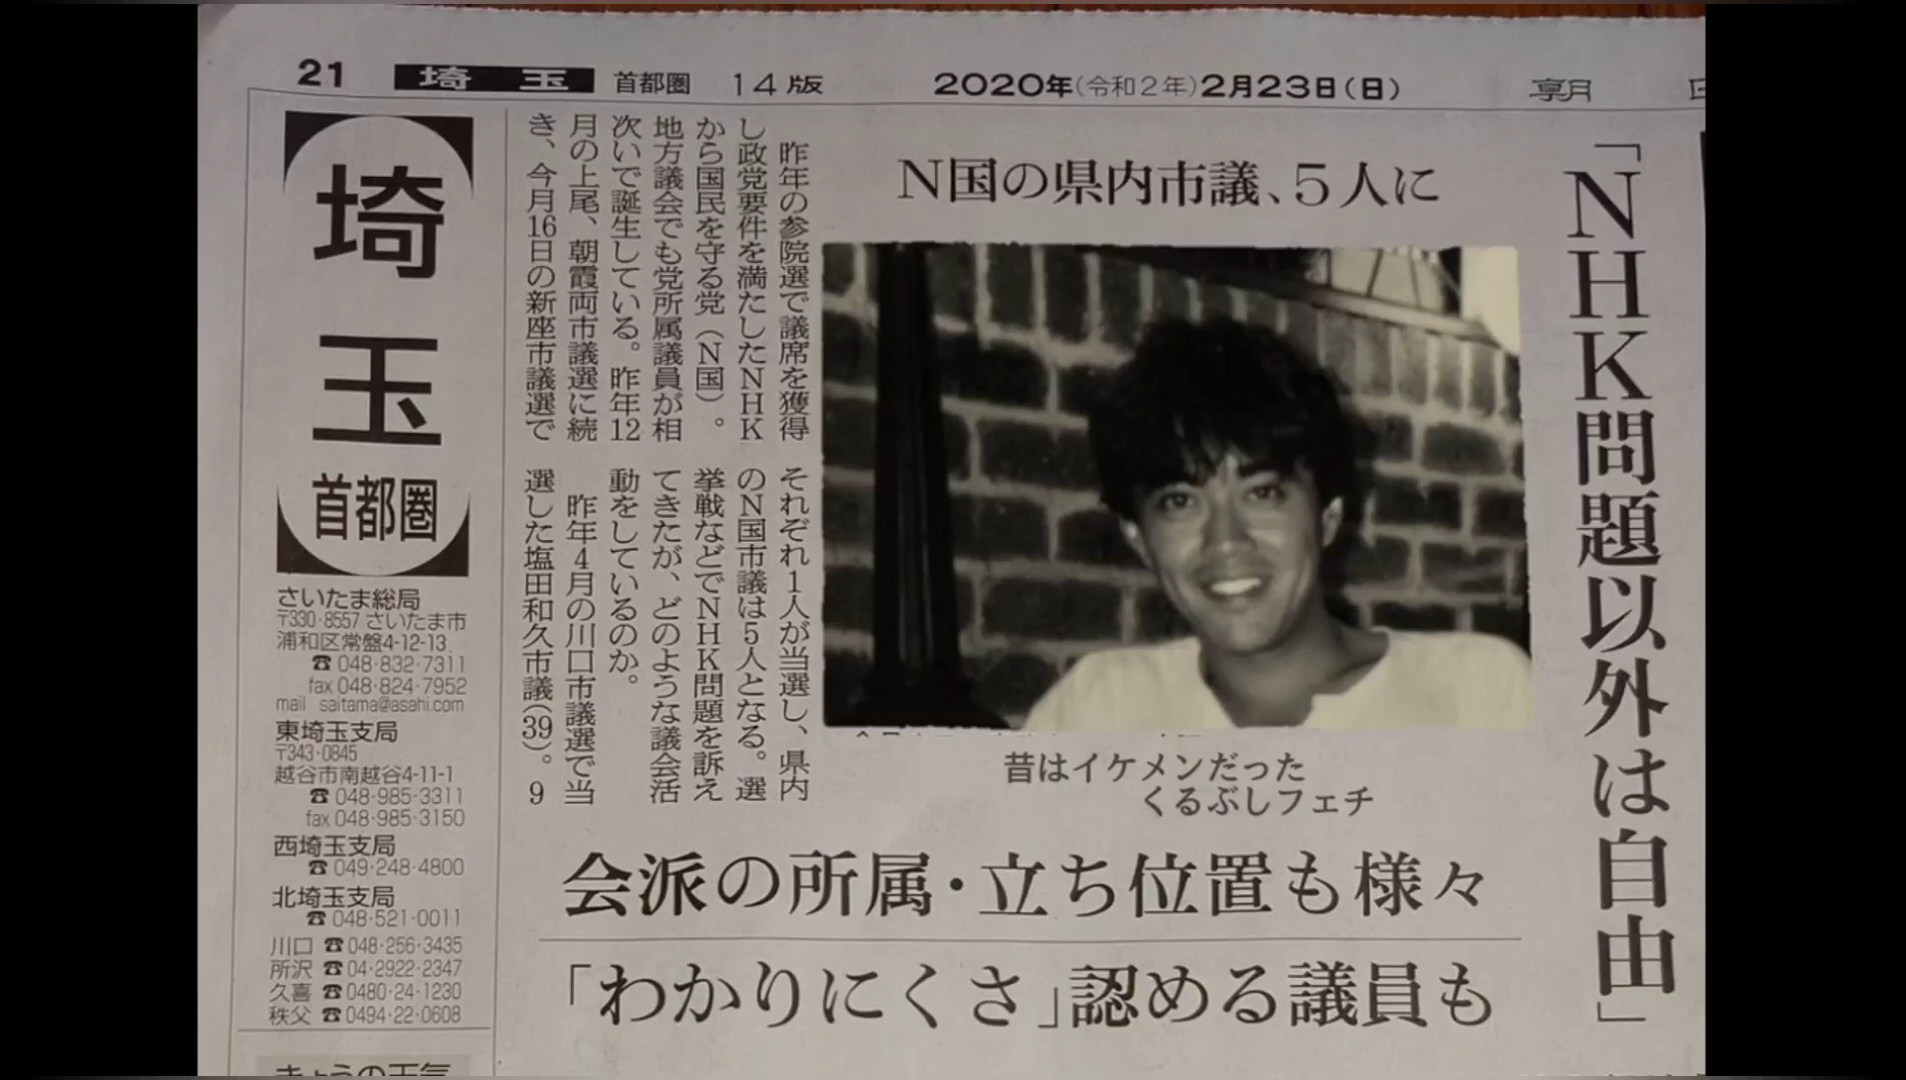 21 埼玉 首都圏 14版 2020年(令和2年)2月23日(日) 朝
「NHK問題以外は自由」
N国の県内市議、5人に
昔はイケメンだった
くるぶしフェチ
会派の所属・立ち位置も様々
「わかりにくさ」認める議員も
昨年の参院選で議席を獲得
し政党要件を満たしたNHK
から国民を守る党(N国)。
地方議会でも党所属議員が相
次いで誕生している。昨年12
月の上尾、朝霞両市議選に続
き、今月16日の新座市議選で
それぞれ1人が当選し、県内
のN国市議は5人となる。選
挙戦などでNHK問題を訴え
てきたが、どのような議会活
動をしているのか。
昨年4月の川口市議選で当
選した塩田和久市議(39)。9
埼玉
首都圏
さいたま総局
〒330-8557 さいたま市
浦和区常盤4-12-13
☎048-832-7311
fax 048-824-7952
mail saitama@asahi.com
東埼玉支局
〒343-0845
越谷市南越谷4-11-1
☎048-985-3311
fax 048-985-3150
西埼玉支局
☎049-248-4800
北埼玉支局
☎048-521-0011
川口 ☎048-256-3435
所沢 ☎04-2922-2347
久喜 ☎0480-24-1230
秩父 ☎0494-22-0608
きょうの天気